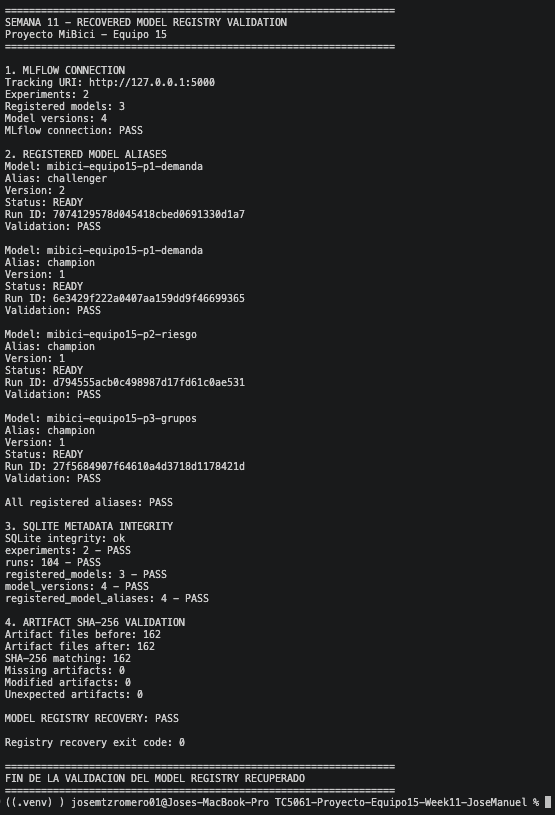 =================================================================
SEMANA 11 - RECOVERED MODEL REGISTRY VALIDATION
Proyecto MiBici - Equipo 15
=================================================================
1. MLFLOW CONNECTION
Tracking URI: http://127.0.0.1:5000
Experiments: 2
Registered models: 3
Model versions: 4
MLflow connection: PASS
2. REGISTERED MODEL ALIASES
Model: mibici-equipo15-p1-demanda
Alias: challenger
Version: 2
Status: READY
Run ID: 7074129578d045418cbed0691330d1a7
Validation: PASS
Model: mibici-equipo15-p1-demanda
Alias: champion
Version: 1
Status: READY
Run ID: 6e3429f222a0407aa159dd9f46699365
Validation: PASS
Model: mibici-equipo15-p2-riesgo
Alias: champion
Version: 1
Status: READY
Run ID: d794555acb0c498987d17fd61c0ae531
Validation: PASS
Model: mibici-equipo15-p3-grupos
Alias: champion
Version: 1
Status: READY
Run ID: 27f5684907f64610a4d3718d1178421d
Validation: PASS
All registered aliases: PASS
3. SQLITE METADATA INTEGRITY
SQLite integrity: ok
experiments: 2 - PASS
runs: 104 - PASS
registered_models: 3 - PASS
model_versions: 4 - PASS
registered_model_aliases: 4 - PASS
4. ARTIFACT SHA-256 VALIDATION
Artifact files before: 162
Artifact files after: 162
SHA-256 matching: 162
Missing artifacts: 0
Modified artifacts: 0
Unexpected artifacts: 0
MODEL REGISTRY RECOVERY: PASS
Registry recovery exit code: 0
=================================================================
FIN DE LA VALIDACION DEL MODEL REGISTRY RECUPERADO
=================================================================
((.venv) ) josemtzromero01@Joses-MacBook-Pro TC5061-Proyecto-Equipo15-Week11-JoseManuel %